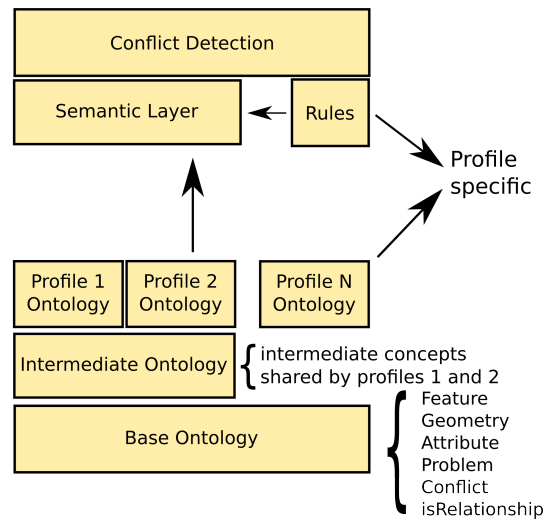 Conflict Detection
Semantic Layer
Rules
Profile
specific
Profile 1
Ontology
Profile 2
Ontology
Profile N
Ontology
Intermediate Ontology
intermediate concepts
shared by profiles 1 and 2
Base Ontology
Feature
Geometry
Attribute
Problem
Conflict
isRelationship